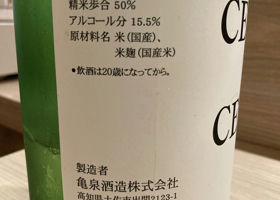 精米歩合 50%
アルコール分 15.5%
原材料名 米(国産)、
米麹(国産米)
●飲酒は20歳になってから。
CE
CE
製造者
亀泉酒造株式会社
高知県土佐市出間2123-1